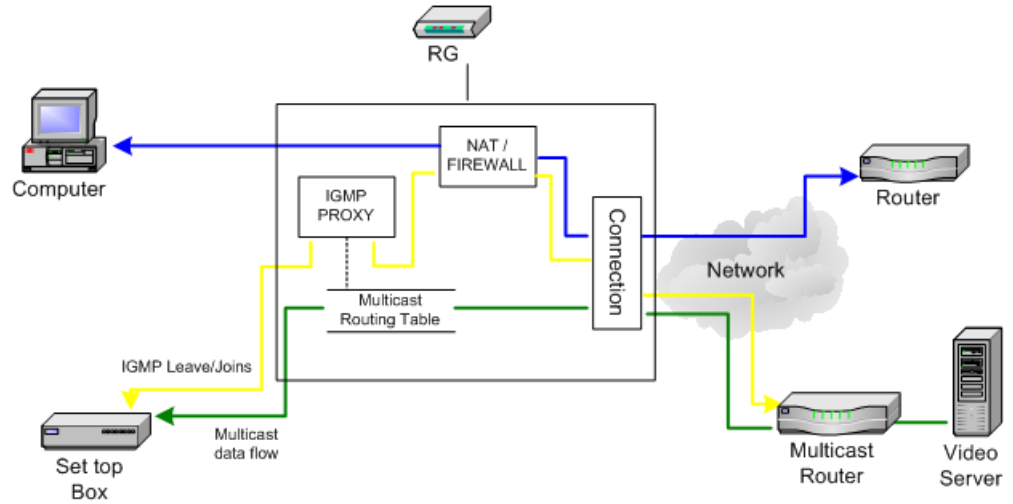 RG
Computer
NAT /
FIREWALL
IGMP
PROXY
Connection
Router
Network
Multicast
Routing Table
IGMP Leave/Joins
Multicast
data flow
Set top
Box
Multicast
Router
Video
Server